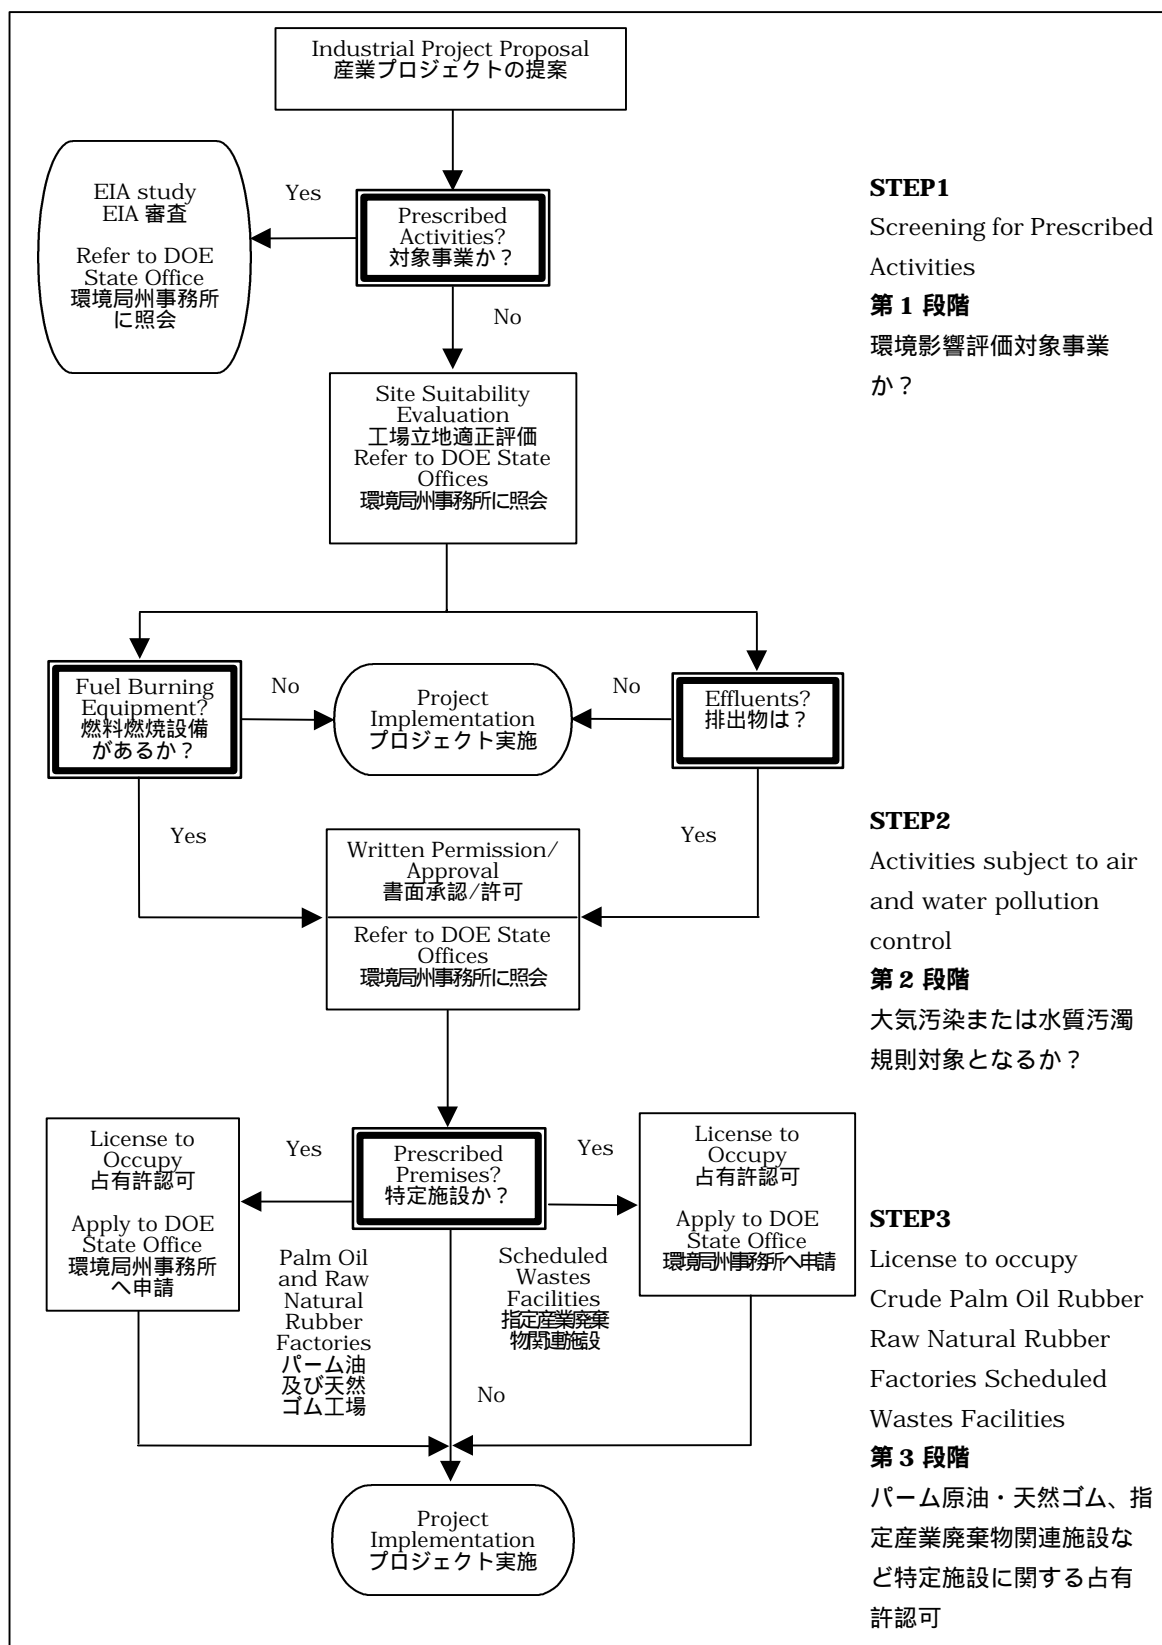 Industrial Project Proposal
産業プロジェクトの提案
EIA study
EIA 審査
Refer to DOE
State Office
環境局州事務所
に照会
Yes
Prescribed
Activities?
対象事業か？
No
STEP1
Screening for Prescribed
Activities
第 1 段階
環境影響評価対象事業
か？
Site Suitability
Evaluation
工場立地適正評価
Refer to DOE State
Offices
環境局州事務所に照会
Fuel Burning
Equipment?
燃料燃焼設備
があるか？
No
Project
Implementation
プロジェクト実施
No
Effluents?
排出物は？
Yes
Written Permission/
Approval
書面承認/許可
Refer to DOE State
Offices
環境局州事務所に照会
Yes
STEP2
Activities subject to air
and water pollution
control
第 2 段階
大気汚染または水質汚濁
規則対象となるか？
License to
Occupy
占有許認可
Apply to DOE
State Office
環境局州事務所
へ申請
Yes
Prescribed
Premises?
特定施設か？
Yes
License to
Occupy
占有許認可
Apply to DOE
State Office
環境局州事務所へ申請
Palm Oil
and Raw
Natural
Rubber
Factories
パーム油
及び天然
ゴム工場
Scheduled
Wastes
Facilities
指定産業廃棄
物関連施設
No
Project
Implementation
プロジェクト実施
STEP3
License to occupy
Crude Palm Oil Rubber
Raw Natural Rubber
Factories Scheduled
Wastes Facilities
第 3 段階
パーム原油・天然ゴム、指
定産業廃棄物関連施設な
ど特定施設に関する占有
許認可